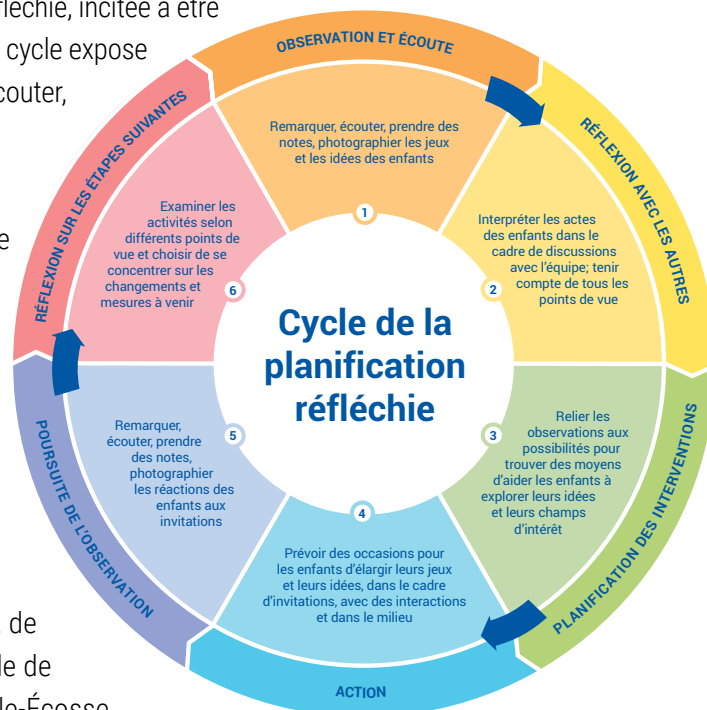 réfléchie, incitée à être
cycle expose
couter,
de
le de
le-Écosse
OBSERVATION ET ÉCOUTE
Remarquer, écouter, prendre des
notes, photographier les jeux
et les idées des enfants
1
RÉFLEXION AVEC LES AUTRES
Interpréter les actes
des enfants dans le
cadre de discussions
avec l'équipe; tenir
compte de tous les
points de vue
2
PLANIFICATION DES INTERVENTIONS
Relier les
observations aux
possibilités pour
trouver des moyens
d'aider les enfants à
explorer leurs idées
et leurs champs
d'intérêt
3
ACTION
4
Prévoir des occasions pour
les enfants d'élargir leurs jeux
et leurs idées, dans le cadre
d'invitations, avec des interactions
et dans le milieu
POURSUITE DE L'OBSERVATION
Remarquer,
écouter, prendre
des notes,
photographier
les réactions des
enfants aux
invitations
5
RÉFLEXION SUR LES ÉTAPES SUIVANTES
Examiner les
activités selon
différents points de
vue et choisir de se
concentrer sur les
changements et
mesures à venir
6
Cycle de la
planification
réfléchie